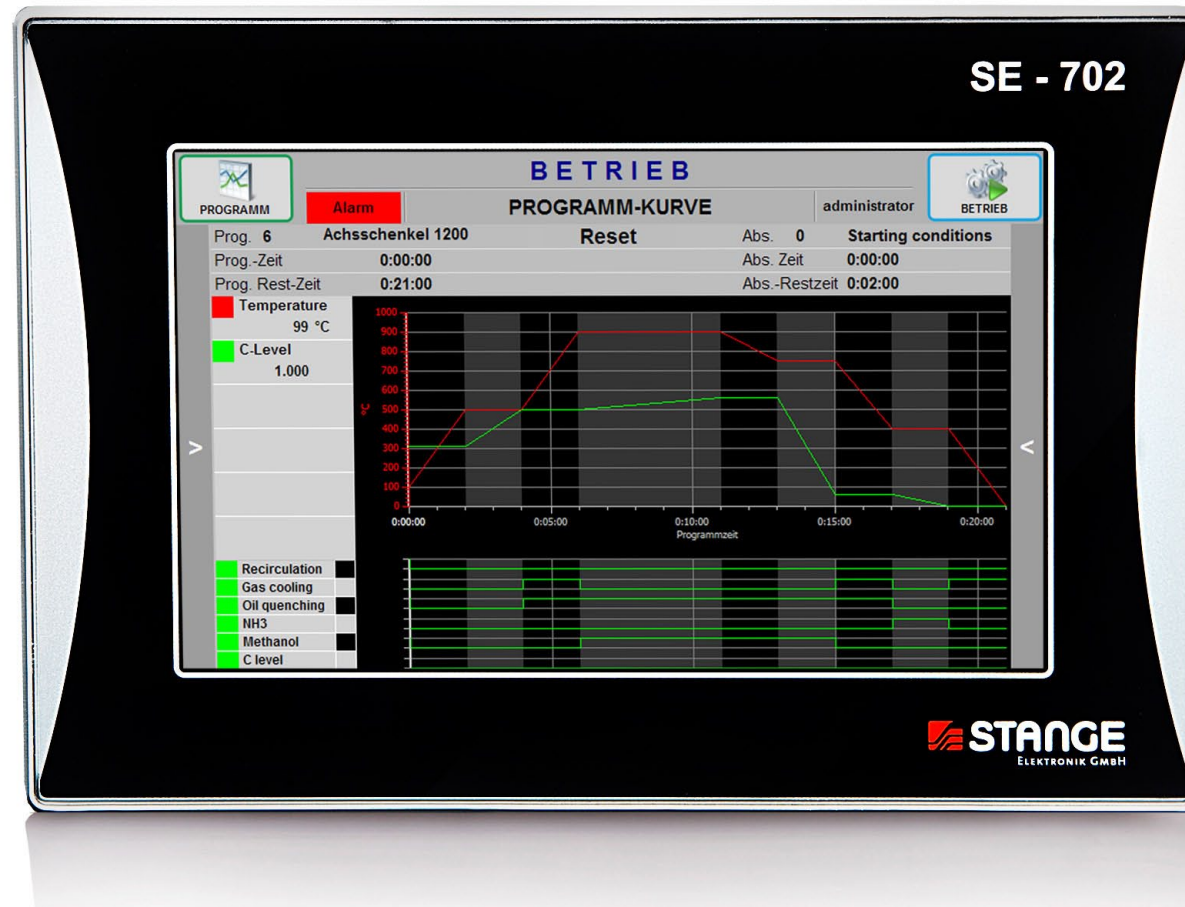 SE - 702
BETRIEB
PROGRAMM
Alarm
PROGRAMM-KURVE
administrator
BETRIEB
Prog. 6 Achsschenkel 1200 Reset Abs. 0 Starting conditions
Prog.-Zeit 0:00:00 Abs. Zeit 0:00:00
Prog. Rest-Zeit 0:21:00 Abs.-Restzeit 0:02:00
Temperature
99 °C
C-Level
1.000
>
<
°C
1000
900
800
700
600
500
400
300
200
100
0
0:00:00 0:05:00 0:10:00 0:15:00 0:20:00
Programmzeit
Recirculation
Gas cooling
Oil quenching
NH3
Methanol
C level
STANGE
ELEKTRONIK GMBH